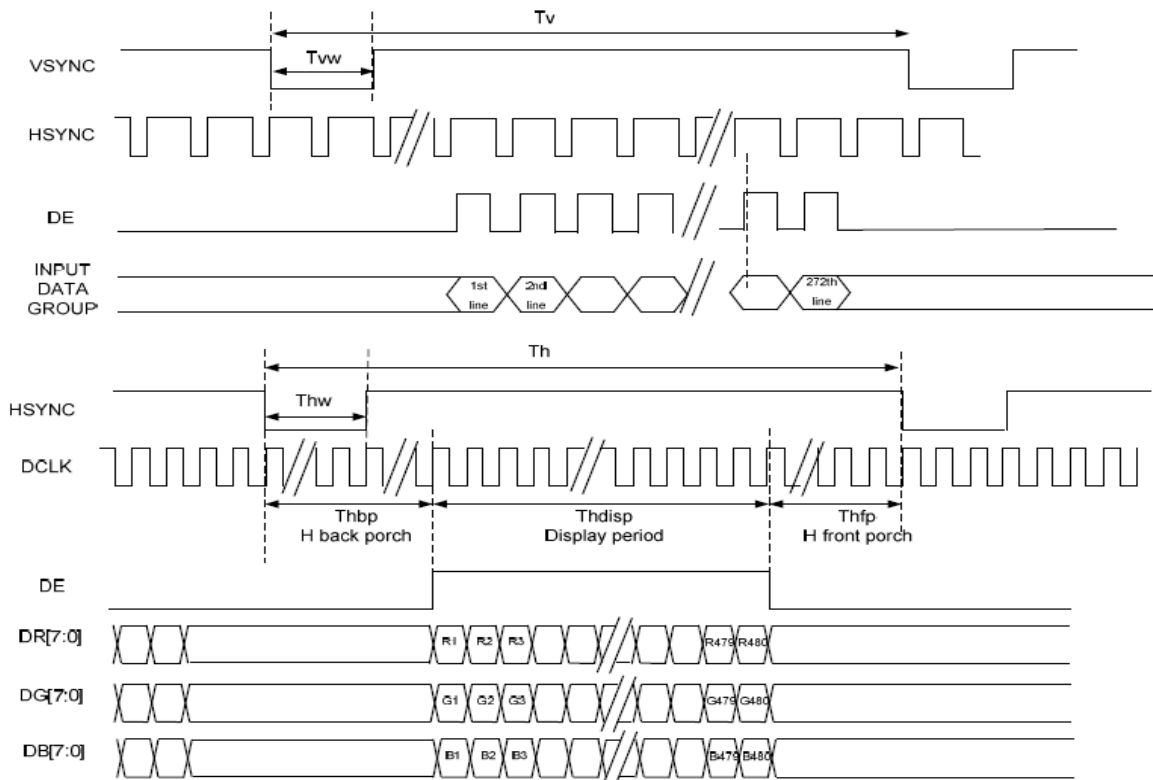 Tv
Tvw
VSYNC
HSYNC
DE
INPUT
DATA
GROUP
1st
line
2nd
line
272th
line
Th
HSYNC
Thw
DCLK
Thbp
H back porch
Thdisp
Display period
Thfp
H front porch
DE
DR[7:0]
R1 R2 R3 R479 R480
DG[7:0]
G1 G2 G3 G479 G480
DB[7:0]
B1 B2 B3 B479 B480